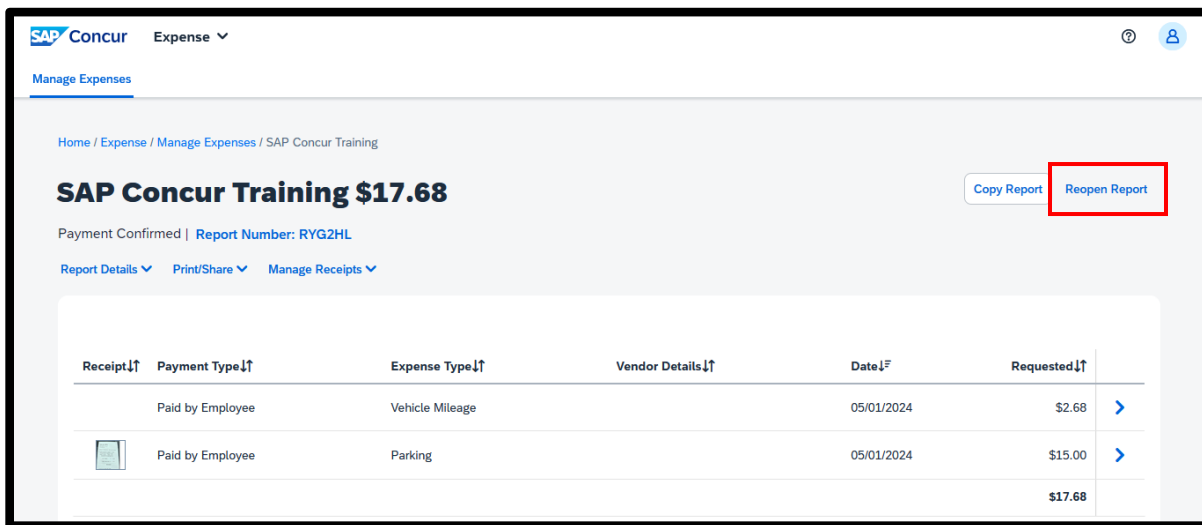 SAP Concur Expense
Manage Expenses
Home / Expense / Manage Expenses / SAP Concur Training
SAP Concur Training $17.68
Copy Report Reopen Report
Payment Confirmed | Report Number: RYG2HL
Report Details Print/Share Manage Receipts
Receipt Payment Type Expense Type Vendor Details Date Requested
Paid by Employee Vehicle Mileage 05/01/2024 $2.68
Paid by Employee Parking 05/01/2024 $15.00
$17.68